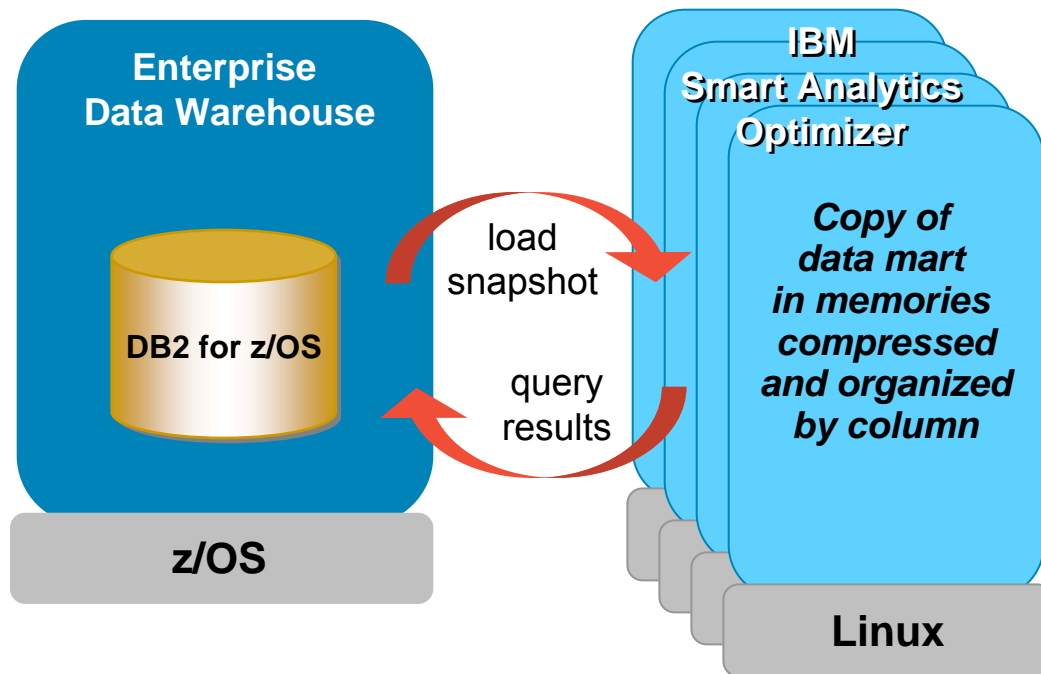 Enterprise
Data Warehouse
DB2 for z/OS
z/OS
load
snapshot
query
results
IBM
Smart Analytics
Optimizer
Copy of
data mart
in memories
compressed
and organized
by column
Linux